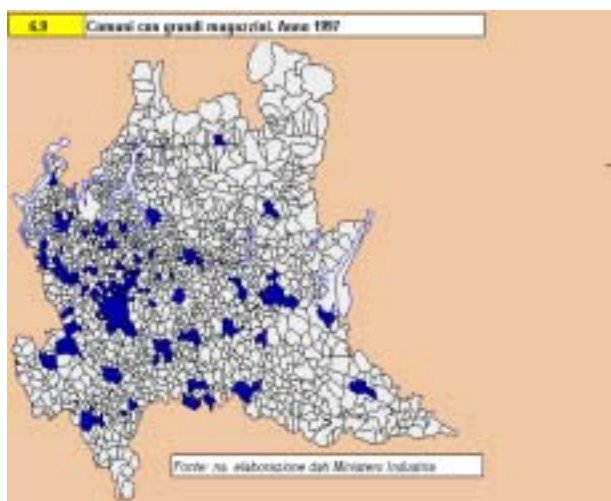 6.9 Comuni con grandi magazzini. Anno 1997
Fonte: ns. elaborazione dati Ministero Industria